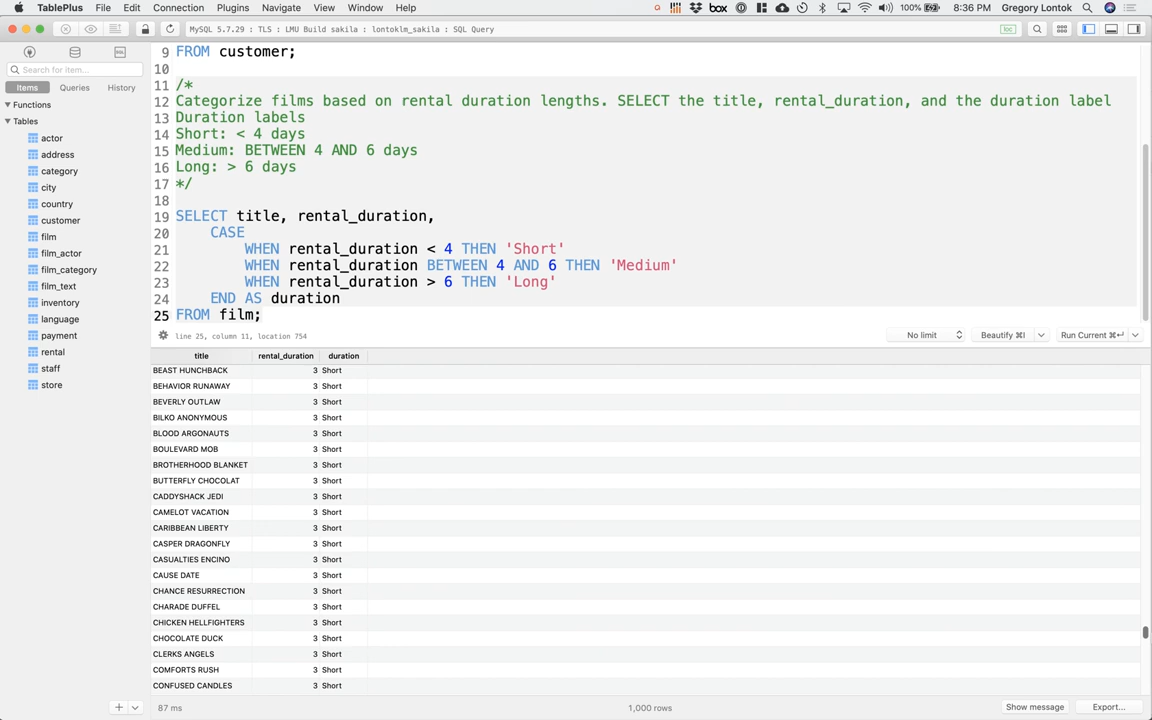 TablePlus File Edit Connection Plugins Navigate View Window Help box 100% 8:36 PM Gregory Lontok
MySQL 5.7.29 : TLS : LMU Build sakila : lontoklm_sakila : SQL Query loc
Search for item...
Items Queries History
Functions
Tables
actor
address
category
city
country
customer
film
film_actor
film_category
film_text
inventory
language
payment
rental
staff
store
9 FROM customer;
10
11 /*
12 Categorize films based on rental duration lengths. SELECT the title, rental_duration, and the duration label
13 Duration labels
14 Short: < 4 days
15 Medium: BETWEEN 4 AND 6 days
16 Long: > 6 days
17 */
18
19 SELECT title, rental_duration,
20 CASE
21 WHEN rental_duration < 4 THEN 'Short'
22 WHEN rental_duration BETWEEN 4 AND 6 THEN 'Medium'
23 WHEN rental_duration > 6 THEN 'Long'
24 END AS duration
25 FROM film;
line 25, column 11, location 754 No limit Beautify ⌘I Run Current ⌘↵
title rental_duration duration
BEAST HUNCHBACK 3 Short
BEHAVIOR RUNAWAY 3 Short
BEVERLY OUTLAW 3 Short
BILKO ANONYMOUS 3 Short
BLOOD ARGONAUTS 3 Short
BOULEVARD MOB 3 Short
BROTHERHOOD BLANKET 3 Short
BUTTERFLY CHOCOLAT 3 Short
CADDYSHACK JEDI 3 Short
CAMELOT VACATION 3 Short
CARIBBEAN LIBERTY 3 Short
CASPER DRAGONFLY 3 Short
CASUALTIES ENCINO 3 Short
CAUSE DATE 3 Short
CHANCE RESURRECTION 3 Short
CHARADE DUFFEL 3 Short
CHICKEN HELLFIGHTERS 3 Short
CHOCOLATE DUCK 3 Short
CLERKS ANGELS 3 Short
COMFORTS RUSH 3 Short
CONFUSED CANDLES 3 Short
87 ms 1,000 rows Show message Export...